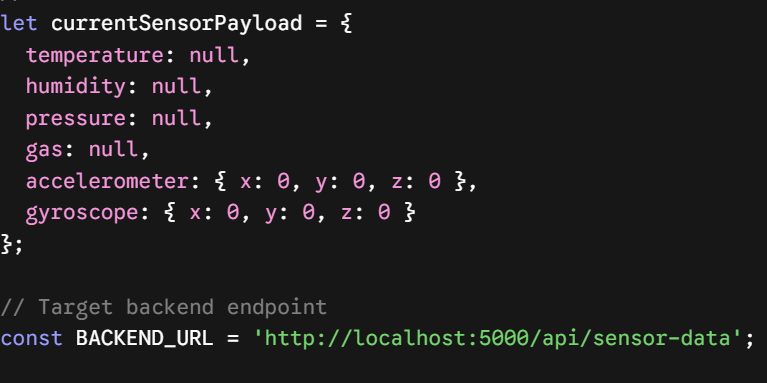 let currentSensorPayload = {
  temperature: null,
  humidity: null,
  pressure: null,
  gas: null,
  accelerometer: { x: 0, y: 0, z: 0 },
  gyroscope: { x: 0, y: 0, z: 0 }
};

// Target backend endpoint
const BACKEND_URL = 'http://localhost:5000/api/sensor-data';